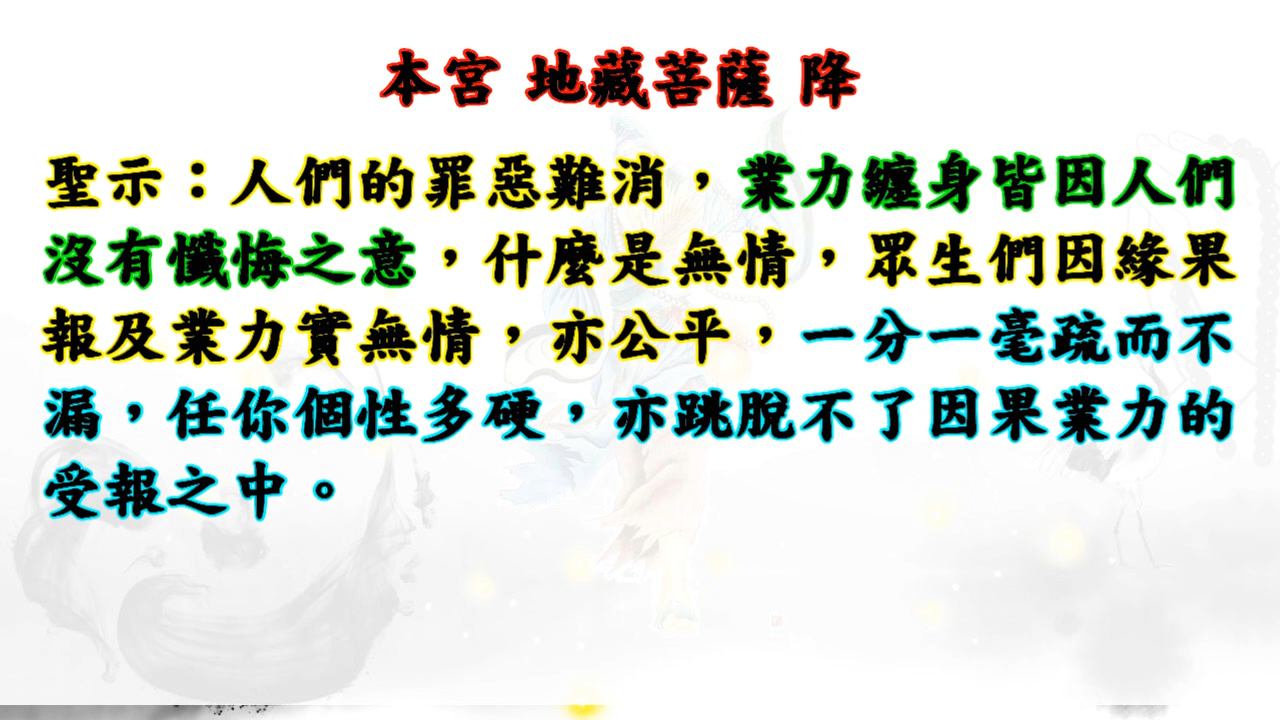 本宮 地藏菩薩 降
聖示：人們的罪惡難消，業力纏身皆因人們
沒有懺悔之意，什麼是無情，眾生們因緣果
報及業力實無情，亦公平，一分一毫疏而不
漏，任你個性多硬，亦跳脫不了因果業力的
受報之中。